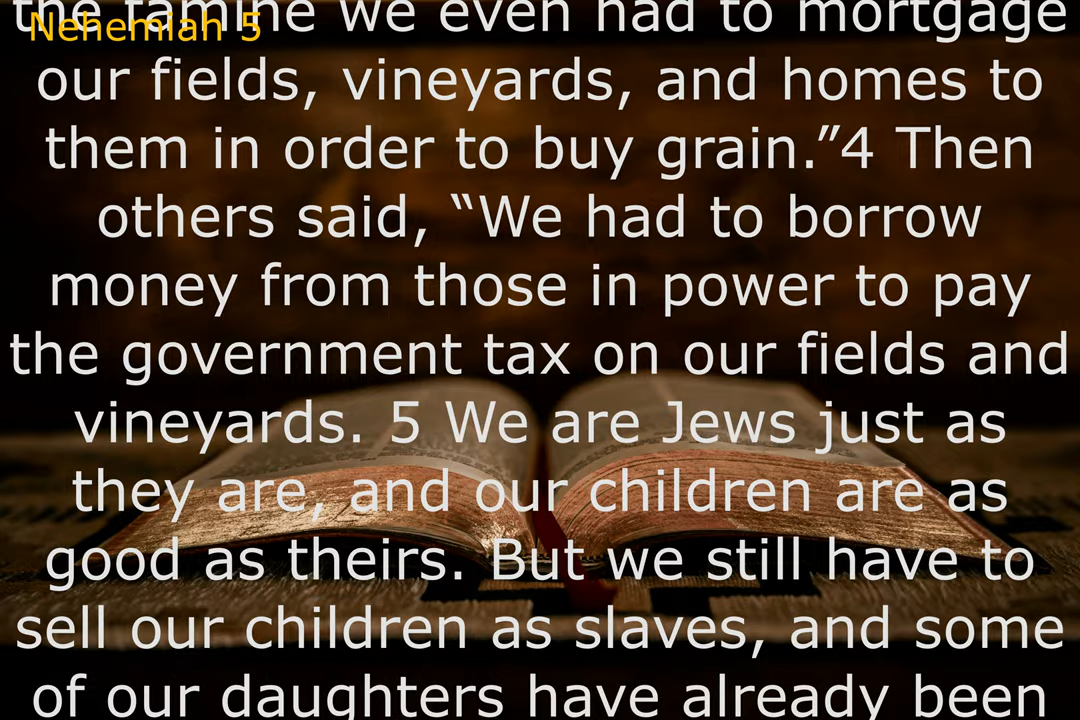 the famine we even had to mortgage
Nehemiah 5
our fields, vineyards, and homes to
them in order to buy grain.”4 Then
others said, “We had to borrow
money from those in power to pay
the government tax on our fields and
vineyards. 5 We are Jews just as
they are, and our children are as
good as theirs. But we still have to
sell our children as slaves, and some
of our daughters have already been